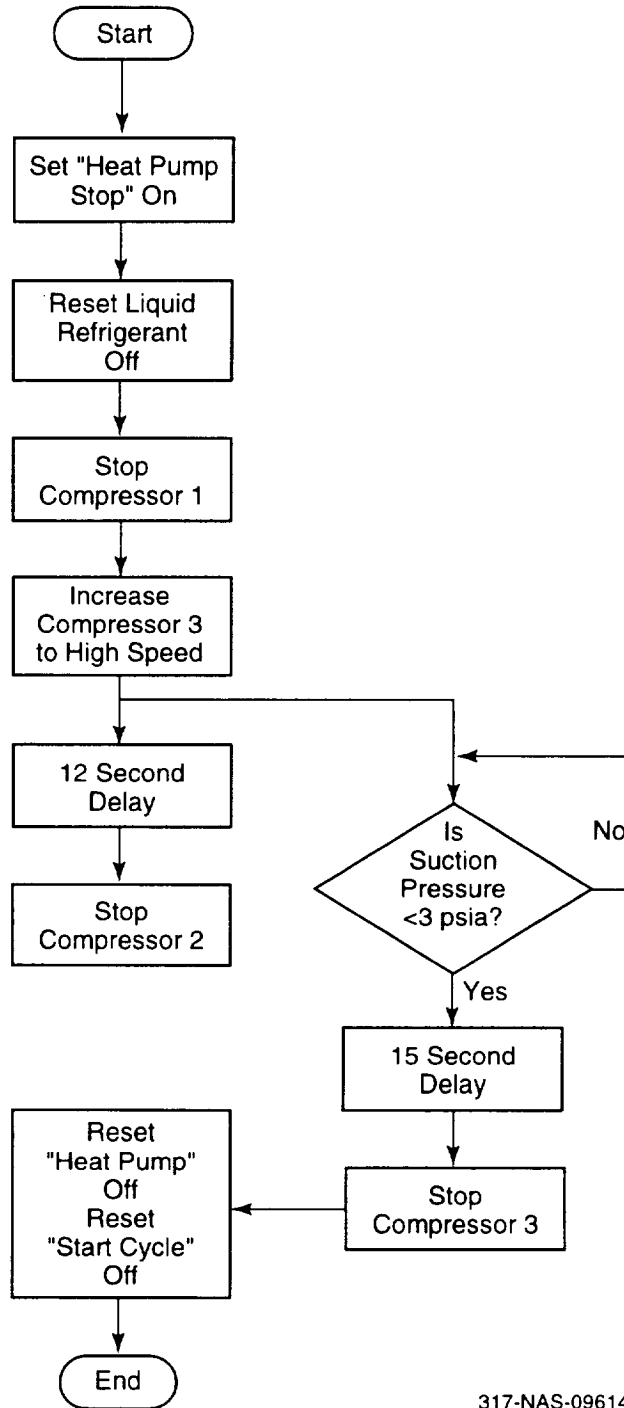 Start
Set "Heat Pump
Stop" On
Reset Liquid
Refrigerant
Off
Stop
Compressor 1
Increase
Compressor 3
to High Speed
12 Second
Delay
Stop
Compressor 2
Is
Suction
Pressure
<3 psia?
No
Yes
15 Second
Delay
Stop
Compressor 3
Reset
"Heat Pump"
Off
Reset
"Start Cycle"
Off
End
317-NAS-09614